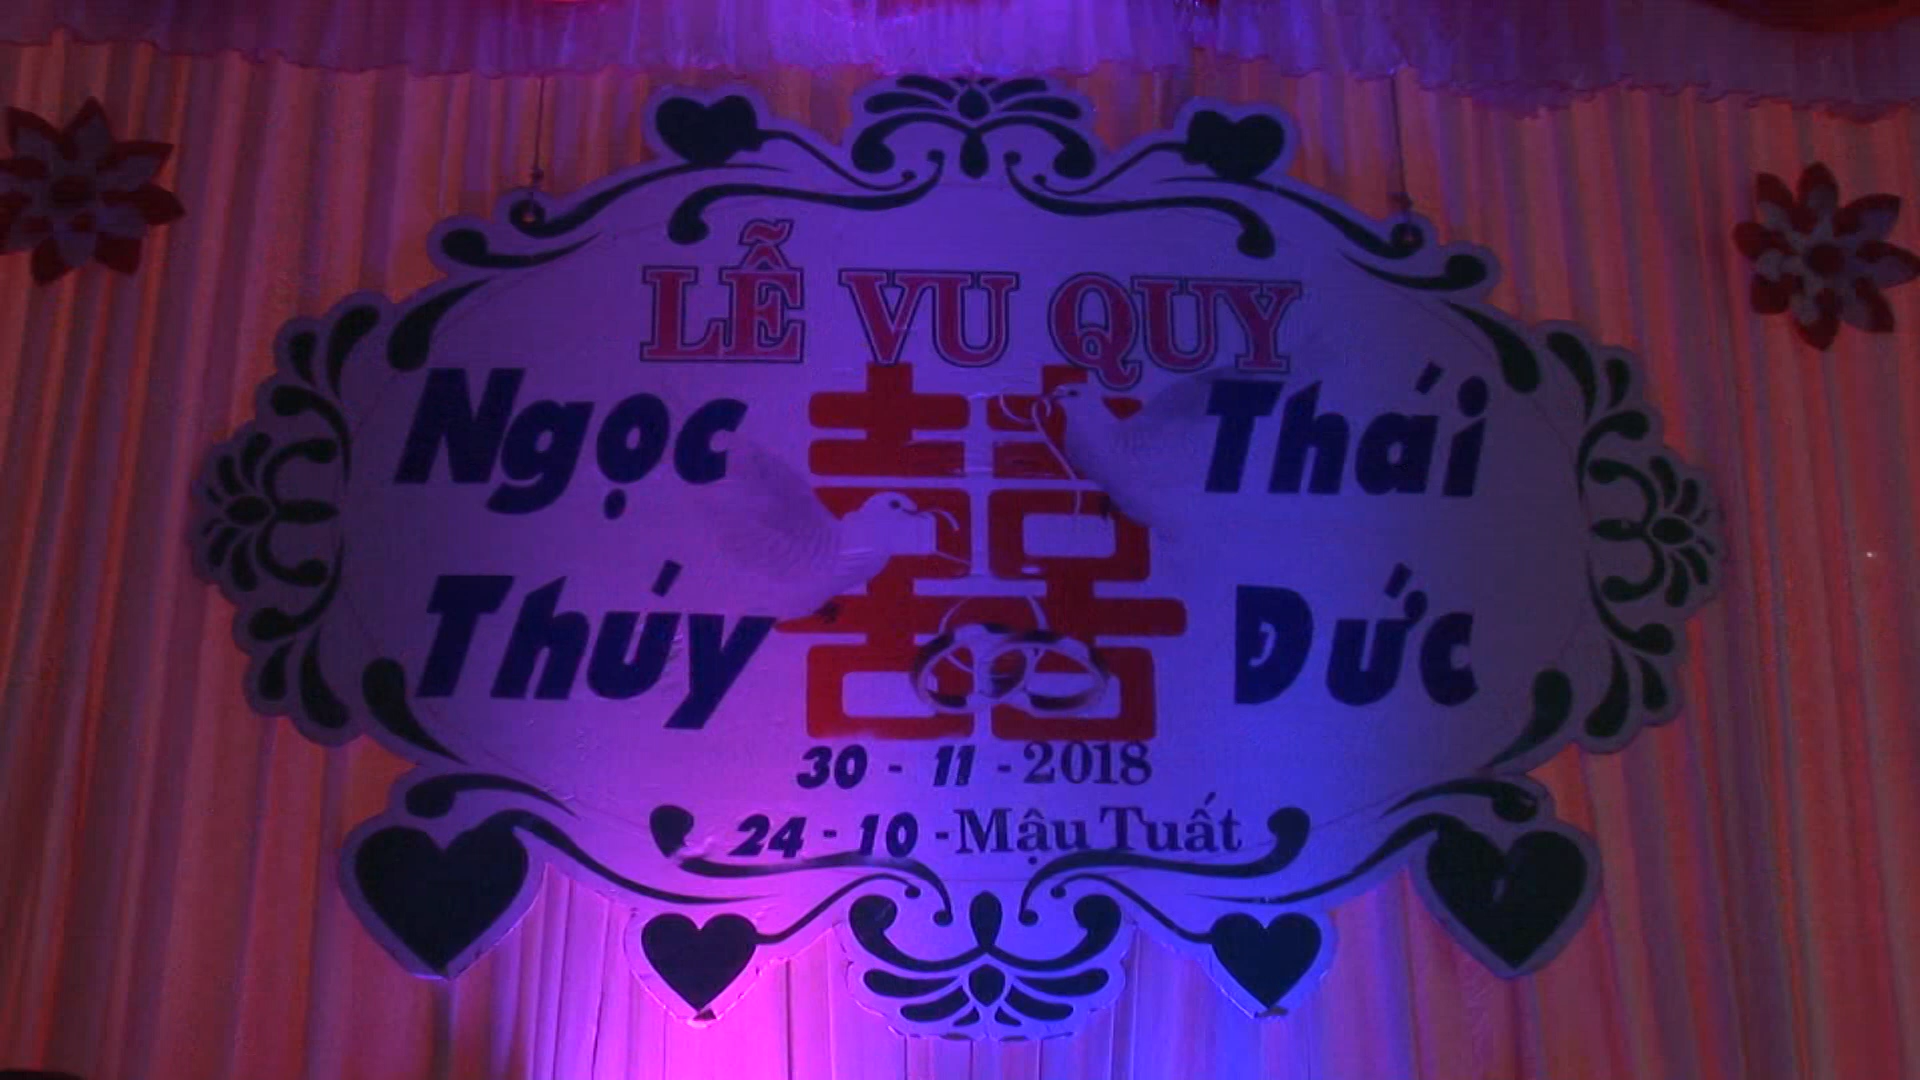 LỄ VU QUY
Ngọc Thái
Thúy Đức
囍
30 - 11 - 2018
24 - 10 - Mậu Tuất